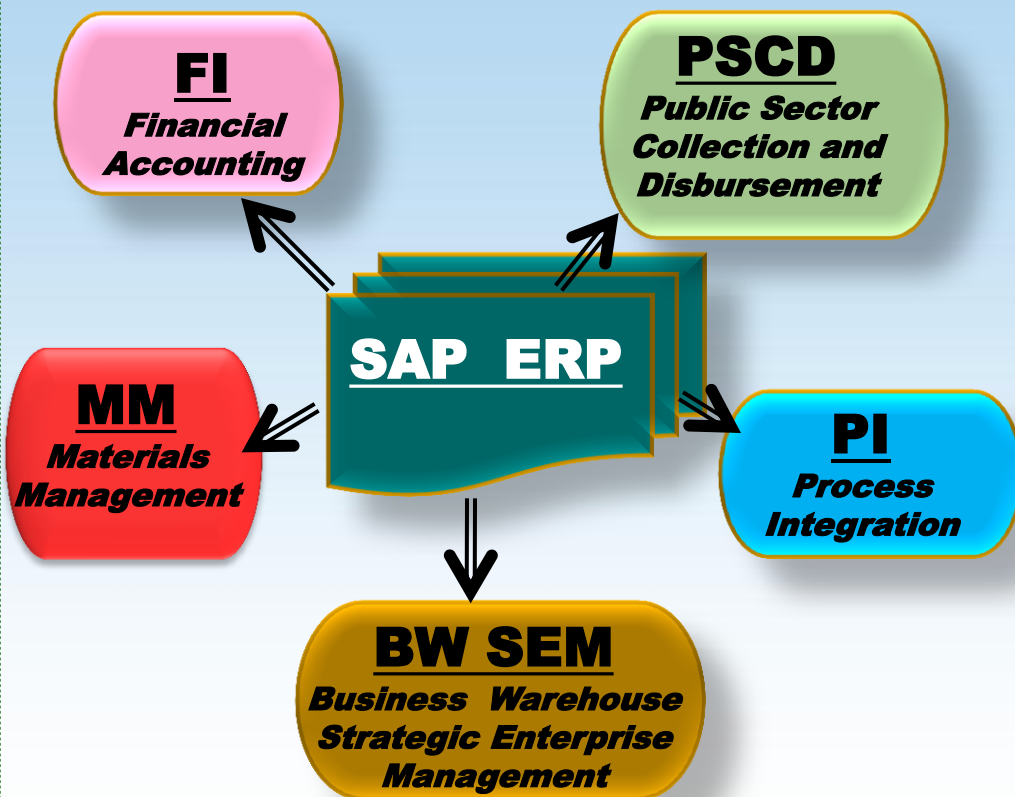 FI
Financial
Accounting
PSCD
Public Sector
Collection and
Disbursement
SAP ERP
MM
Materials
Management
PI
Process
Integration
BW SEM
Business Warehouse
Strategic Enterprise
Management